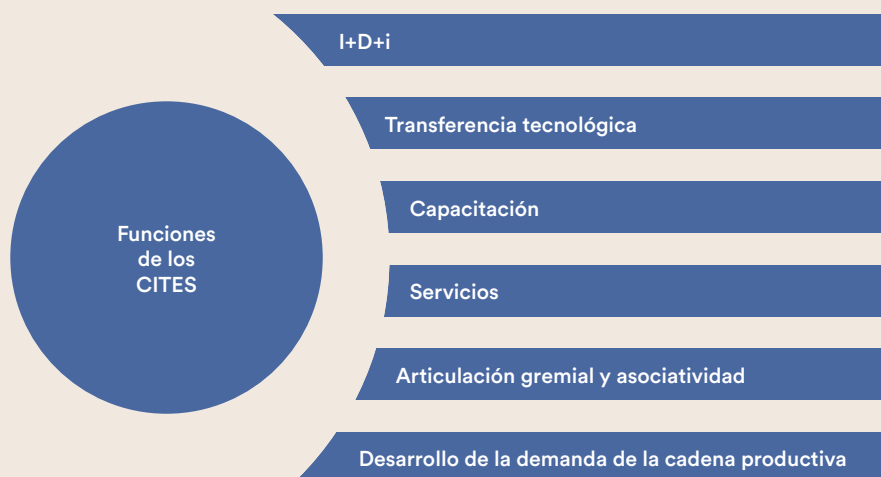 I+D+i
Transferencia tecnológica
Capacitación
Funciones
de los
CITES
Servicios
Articulación gremial y asociatividad
Desarrollo de la demanda de la cadena productiva